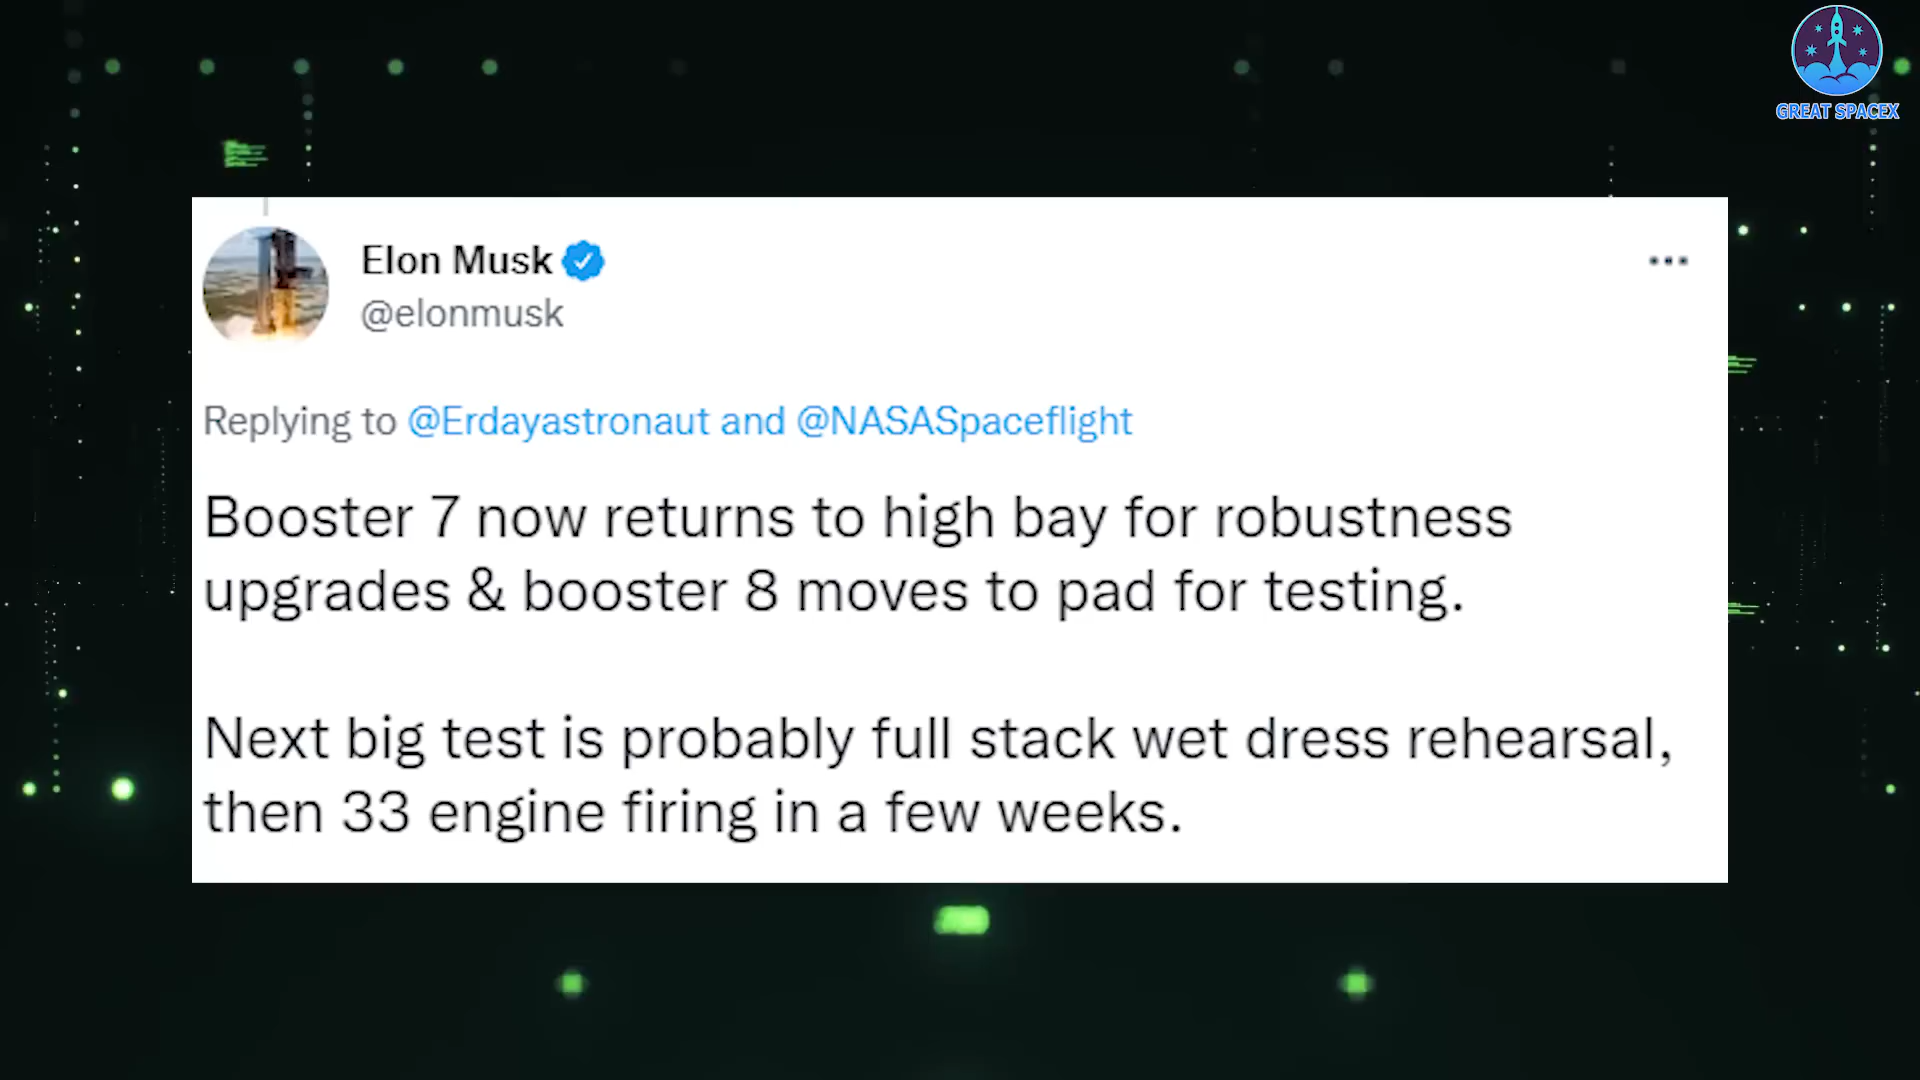 GREAT SPACEX
Elon Musk
@elonmusk
Replying to @Erdayastronaut and @NASASpaceflight
Booster 7 now returns to high bay for robustness
upgrades & booster 8 moves to pad for testing.
Next big test is probably full stack wet dress rehearsal,
then 33 engine firing in a few weeks.